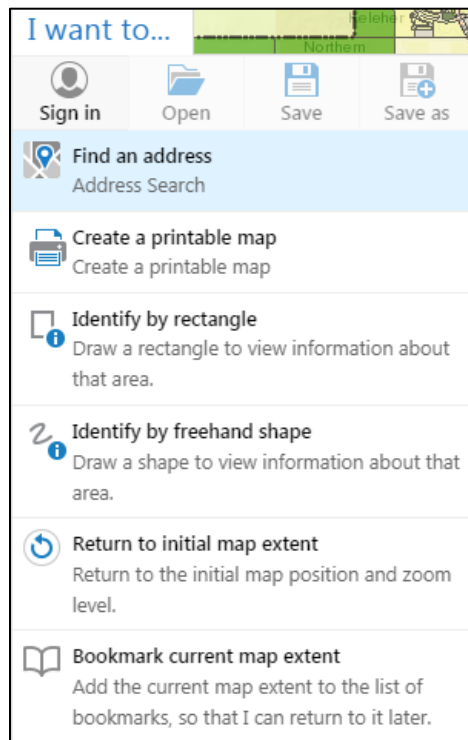 I want to...
Keleher
Northern
Sign in Open Save Save as
Find an address
Address Search
Create a printable map
Create a printable map
Identify by rectangle
Draw a rectangle to view information about
that area.
Identify by freehand shape
Draw a shape to view information about that
area.
Return to initial map extent
Return to the initial map position and zoom
level.
Bookmark current map extent
Add the current map extent to the list of
bookmarks, so that I can return to it later.